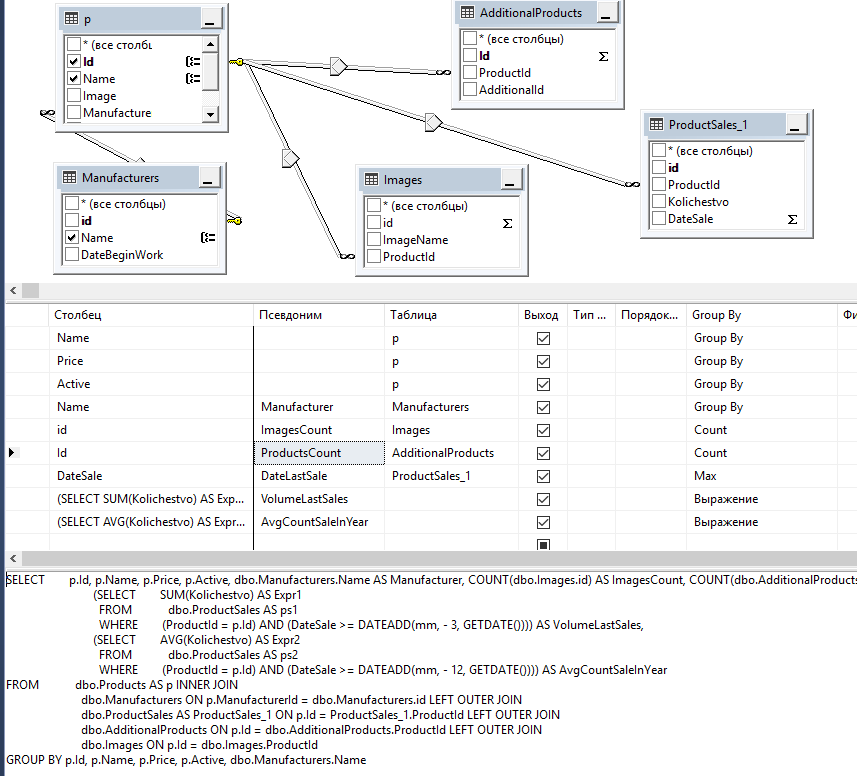 p
* (все столбц
Id
Name
Image
Manufacture
AdditionalProducts
* (все столбцы)
Id
ProductId
AdditionalId
ProductSales_1
* (все столбцы)
id
ProductId
Kolichestvo
DateSale
Manufacturers
* (все столбцы)
id
Name
DateBeginWork
Images
* (все столбцы)
id
ImageName
ProductId
Столбец Псевдоним Таблица Выход Тип ... Порядок... Group By Фи
Name p Group By
Price p Group By
Active p Group By
Name Manufacturer Manufacturers Group By
id ImagesCount Images Count
Id ProductsCount AdditionalProducts Count
DateSale DateLastSale ProductSales_1 Max
(SELECT SUM(Kolichestvo) AS Exp... VolumeLastSales Выражение
(SELECT AVG(Kolichestvo) AS Expr... AvgCountSaleInYear Выражение
SELECT p.Id, p.Name, p.Price, p.Active, dbo.Manufacturers.Name AS Manufacturer, COUNT(dbo.Images.id) AS ImagesCount, COUNT(dbo.AdditionalProducts
(SELECT SUM(Kolichestvo) AS Expr1
FROM dbo.ProductSales AS ps1
WHERE (ProductId = p.Id) AND (DateSale >= DATEADD(mm, - 3, GETDATE()))) AS VolumeLastSales,
(SELECT AVG(Kolichestvo) AS Expr2
FROM dbo.ProductSales AS ps2
WHERE (ProductId = p.Id) AND (DateSale >= DATEADD(mm, - 12, GETDATE()))) AS AvgCountSaleInYear
FROM dbo.Products AS p INNER JOIN
dbo.Manufacturers ON p.ManufacturerId = dbo.Manufacturers.id LEFT OUTER JOIN
dbo.ProductSales AS ProductSales_1 ON p.Id = ProductSales_1.ProductId LEFT OUTER JOIN
dbo.AdditionalProducts ON p.Id = dbo.AdditionalProducts.ProductId LEFT OUTER JOIN
dbo.Images ON p.Id = dbo.Images.ProductId
GROUP BY p.Id, p.Name, p.Price, p.Active, dbo.Manufacturers.Name